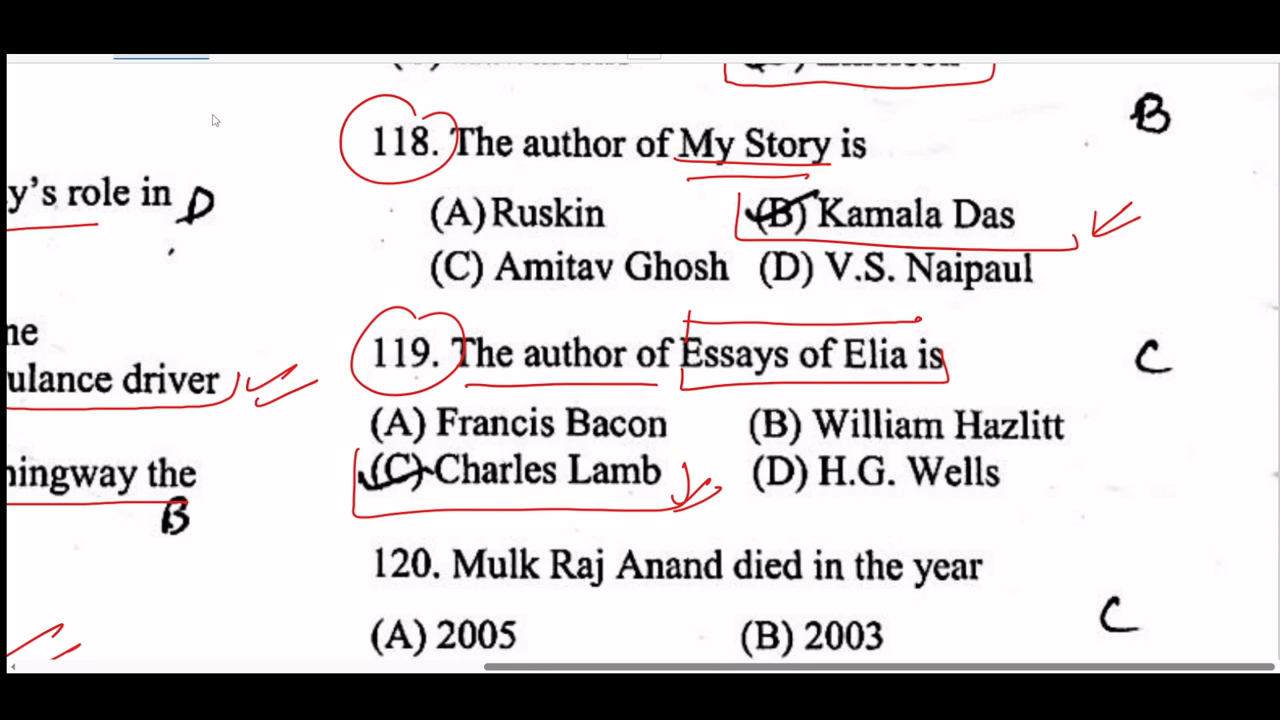 y's role in D
ne
ulance driver
ningway the
B
118. The author of My Story is
B
(A) Ruskin (B) Kamala Das
(C) Amitav Ghosh (D) V.S. Naipaul
119. The author of Essays of Elia is
C
(A) Francis Bacon (B) William Hazlitt
(C) Charles Lamb (D) H.G. Wells
120. Mulk Raj Anand died in the year
C
(A) 2005 (B) 2003